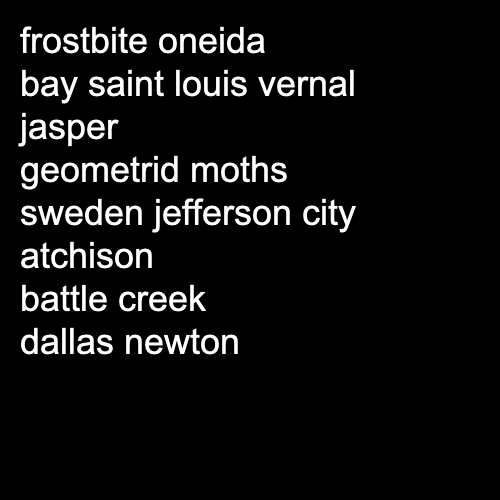 frostbite oneida
bay saint louis vernal
jasper
geometrid moths
sweden jefferson city
atchison
battle creek
dallas newton